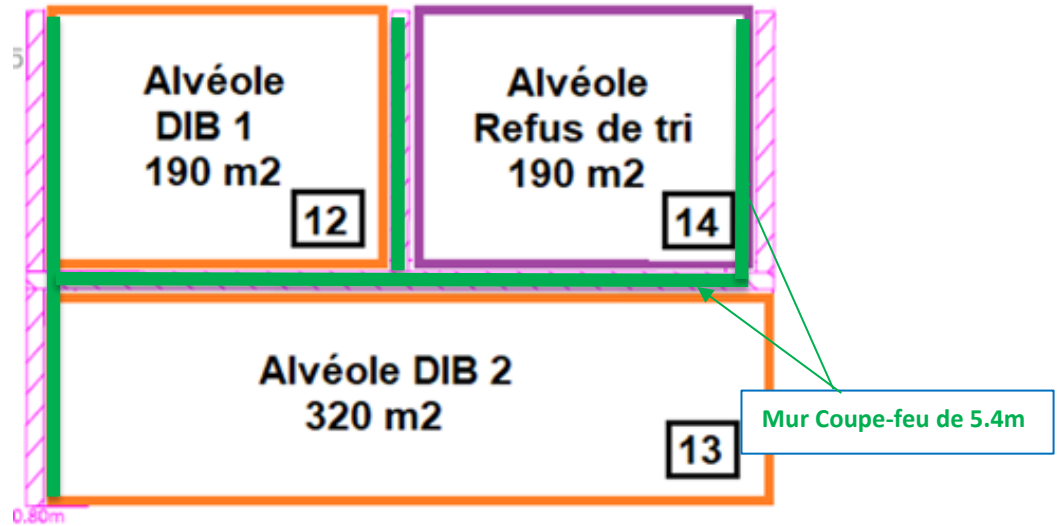 5
Alvéole
DIB 1
190 m2
12
Alvéole
Refus de tri
190 m2
14
Alvéole DIB 2
320 m2
13
Mur Coupe-feu de 5.4m
0.80m